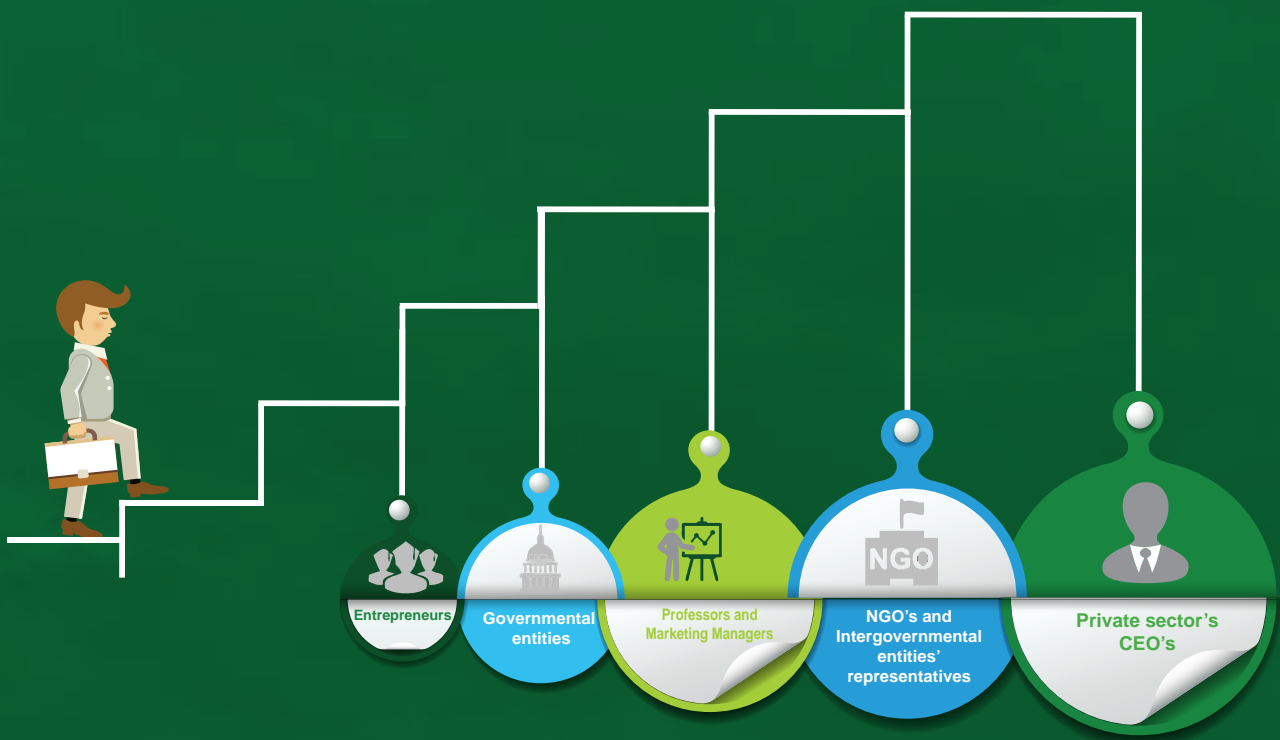 NGO
Entrepreneurs
Governmental
entities
Professors and
Marketing Managers
NGO's and
Intergovernmental
entities’
representatives
Private sector’s
CEO’s